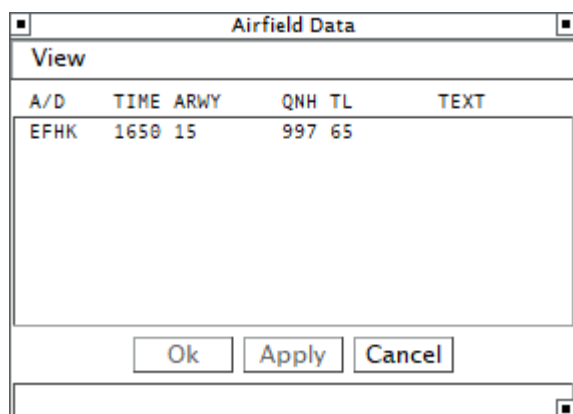 Airfield Data
View
A/D TIME ARWY QNH TL TEXT
EFHK 1650 15 997 65
Ok Apply Cancel